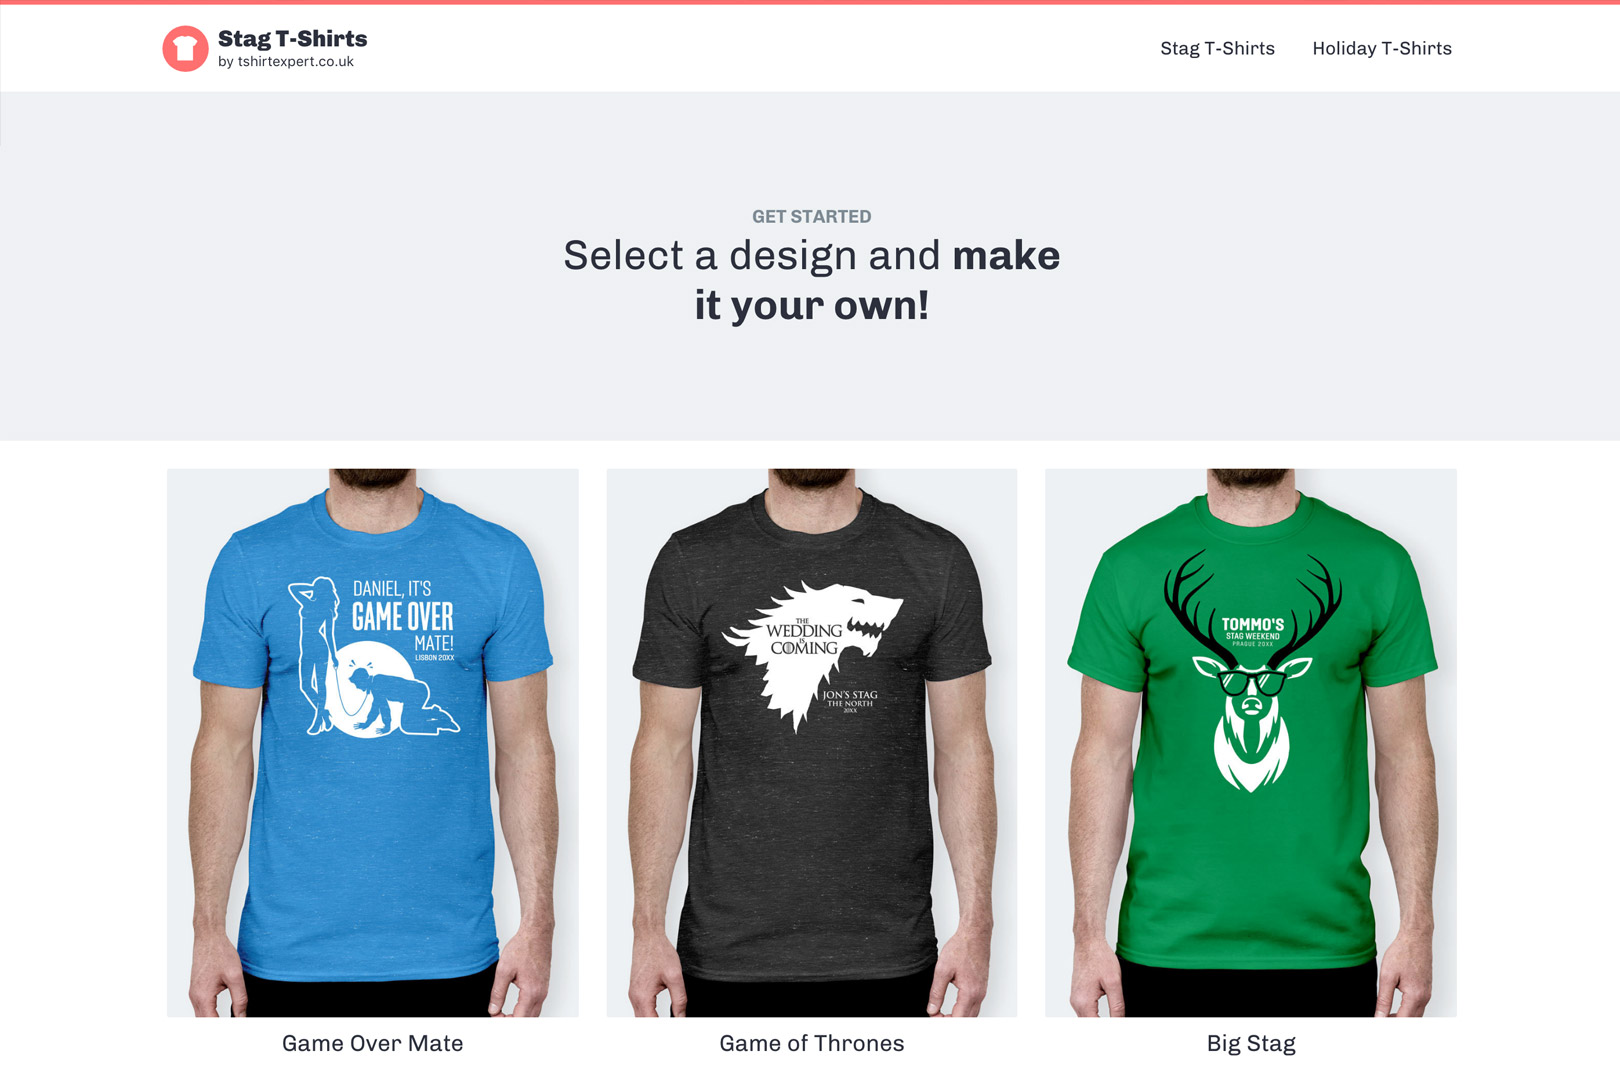 Stag T-Shirts
by tshirtexpert.co.uk
Stag T-Shirts
Holiday T-Shirts
GET STARTED
Select a design and make
it your own!
DANIEL, IT'S
GAME OVER
MATE!
LISBON 20XX
THE
WEDDING
IS
COMING
JON'S STAG
THE NORTH
20XX
TOMMO'S
STAG WEEKEND
PRAGUE 20XX
Game Over Mate
Game of Thrones
Big Stag